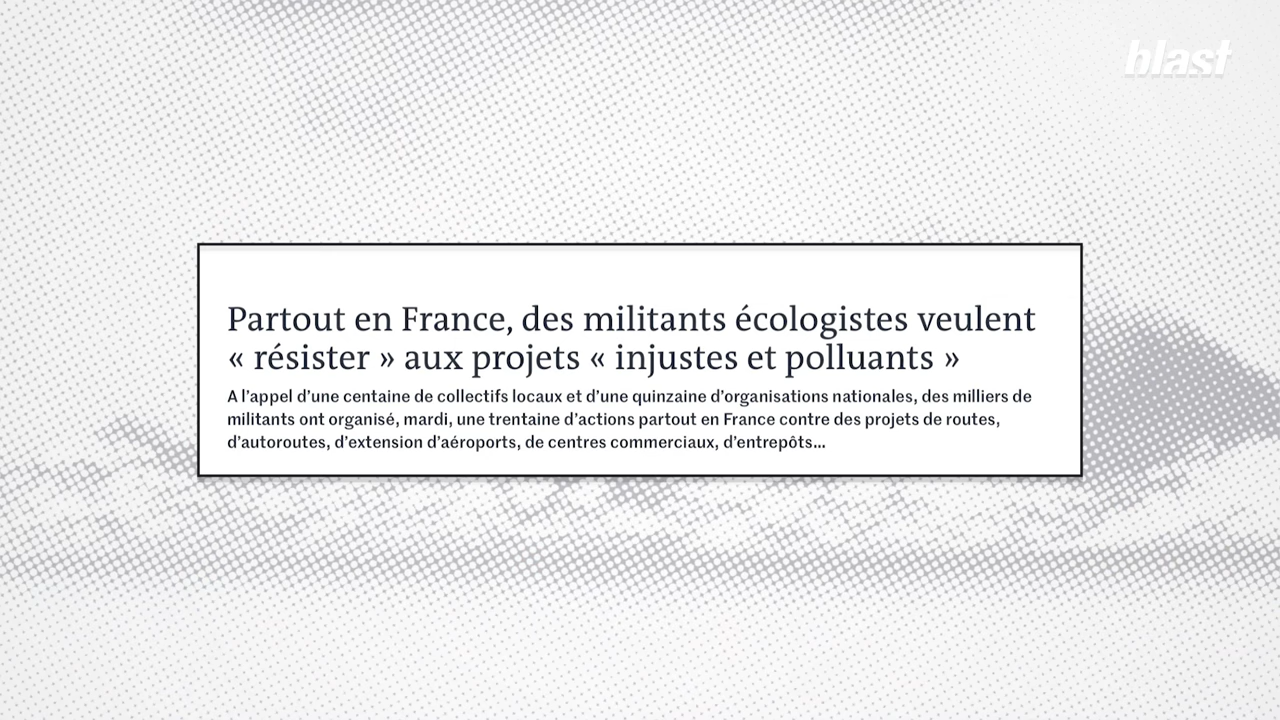 blast
Partout en France, des militants écologistes veulent
« résister » aux projets « injustes et polluants »
A l’appel d’une centaine de collectifs locaux et d’une quinzaine d’organisations nationales, des milliers de
militants ont organisé, mardi, une trentaine d’actions partout en France contre des projets de routes,
d’autoroutes, d’extension d’aéroports, de centres commerciaux, d’entrepôts…